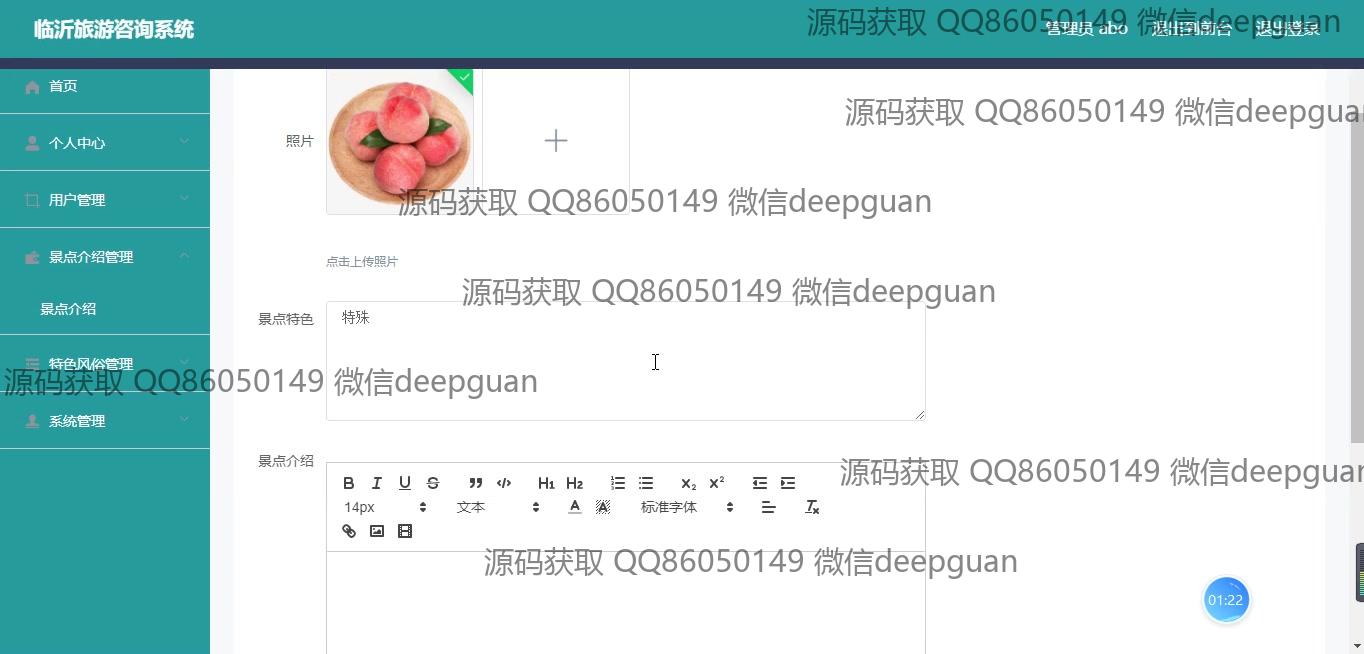 临沂旅游咨询系统
源码获取 QQ86050149 微信deepguan
管理员 abo 退出到前台 退出登录
首页
源码获取 QQ86050149 微信deepguan
个人中心
照片
用户管理
源码获取 QQ86050149 微信deepguan
景点介绍管理
点击上传照片
源码获取 QQ86050149 微信deepguan
景点介绍
景点特色
特殊
特色风俗管理
源码获取 QQ86050149 微信deepguan
系统管理
景点介绍
源码获取 QQ86050149 微信deepguan
B I U S H1 H2 X2 X2
14px 文本 A A 标准字体 Tx
源码获取 QQ86050149 微信deepguan
01:22